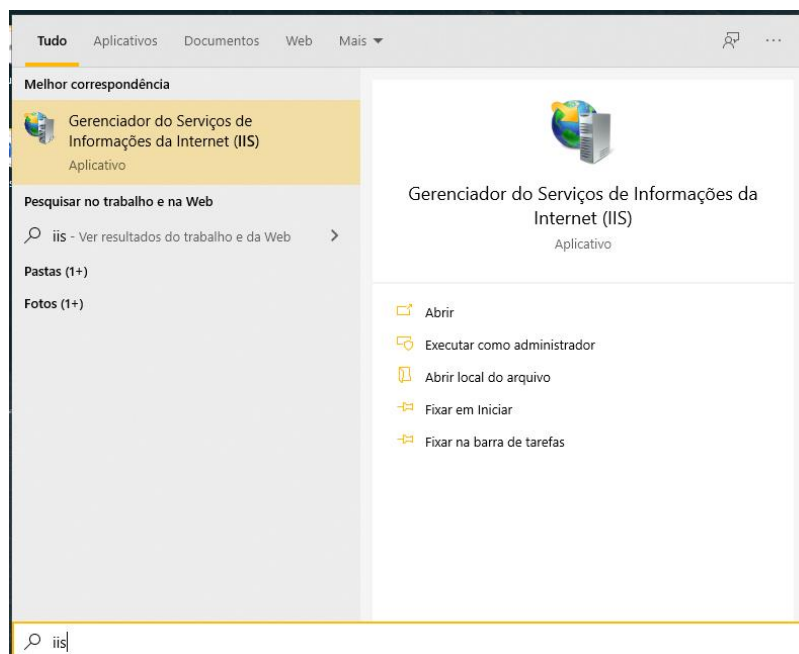 Tudo Aplicativos Documentos Web Mais
Melhor correspondência
Gerenciador do Serviços de
Informações da Internet (IIS)
Aplicativo
Pesquisar no trabalho e na Web
iis - Ver resultados do trabalho e da Web
Pastas (1+)
Fotos (1+)
Gerenciador do Serviços de Informações da
Internet (IIS)
Aplicativo
Abrir
Executar como administrador
Abrir local do arquivo
Fixar em Iniciar
Fixar na barra de tarefas
iis